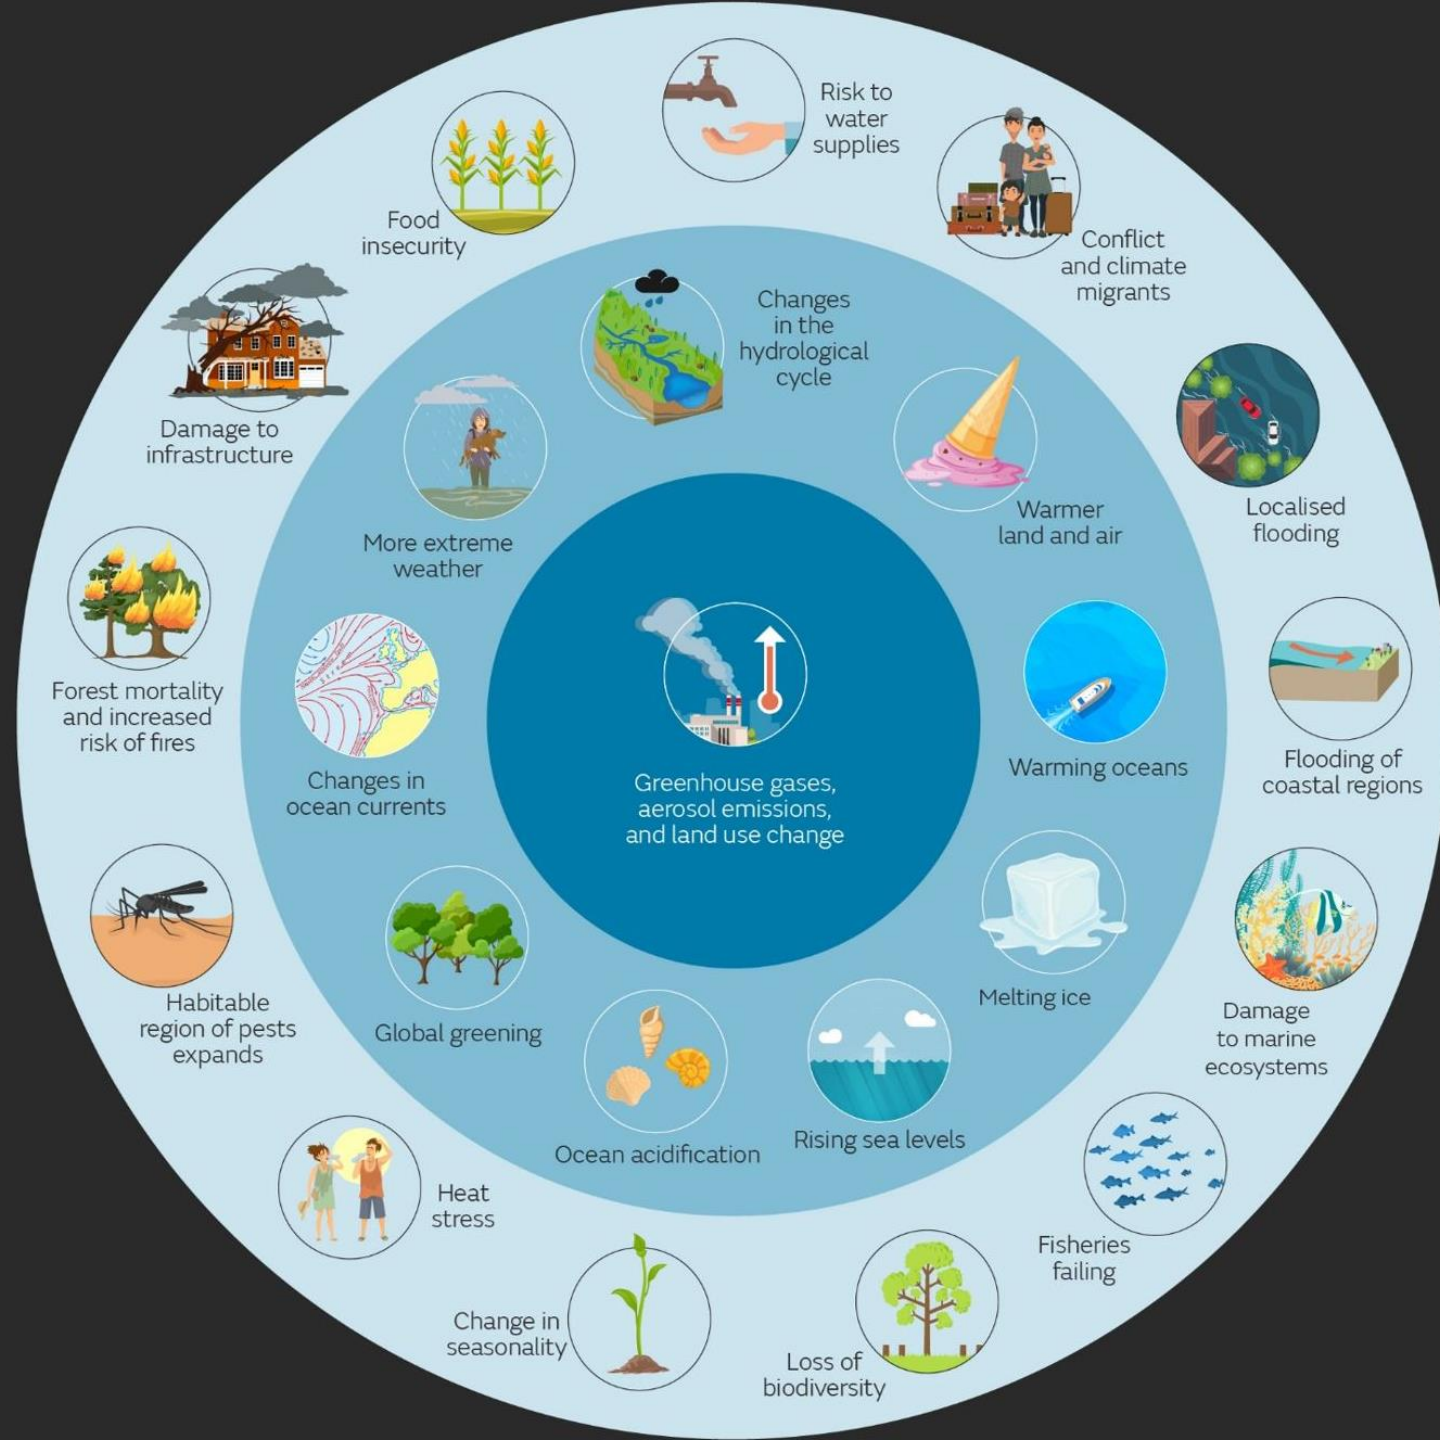 Risk to
water
supplies
Conflict
and climate
migrants
Localised
flooding
Flooding of
coastal regions
Damage
to marine
ecosystems
Fisheries
failing
Loss of
biodiversity
Change in
seasonality
Heat
stress
Habitable
region of pests
expands
Forest mortality
and increased
risk of fires
Damage to
infrastructure
Food
insecurity
Changes
in the
hydrological
cycle
Warmer
land and air
Warming oceans
Melting ice
Rising sea levels
Ocean acidification
Global greening
Changes in
ocean currents
More extreme
weather
Greenhouse gases,
aerosol emissions,
and land use change